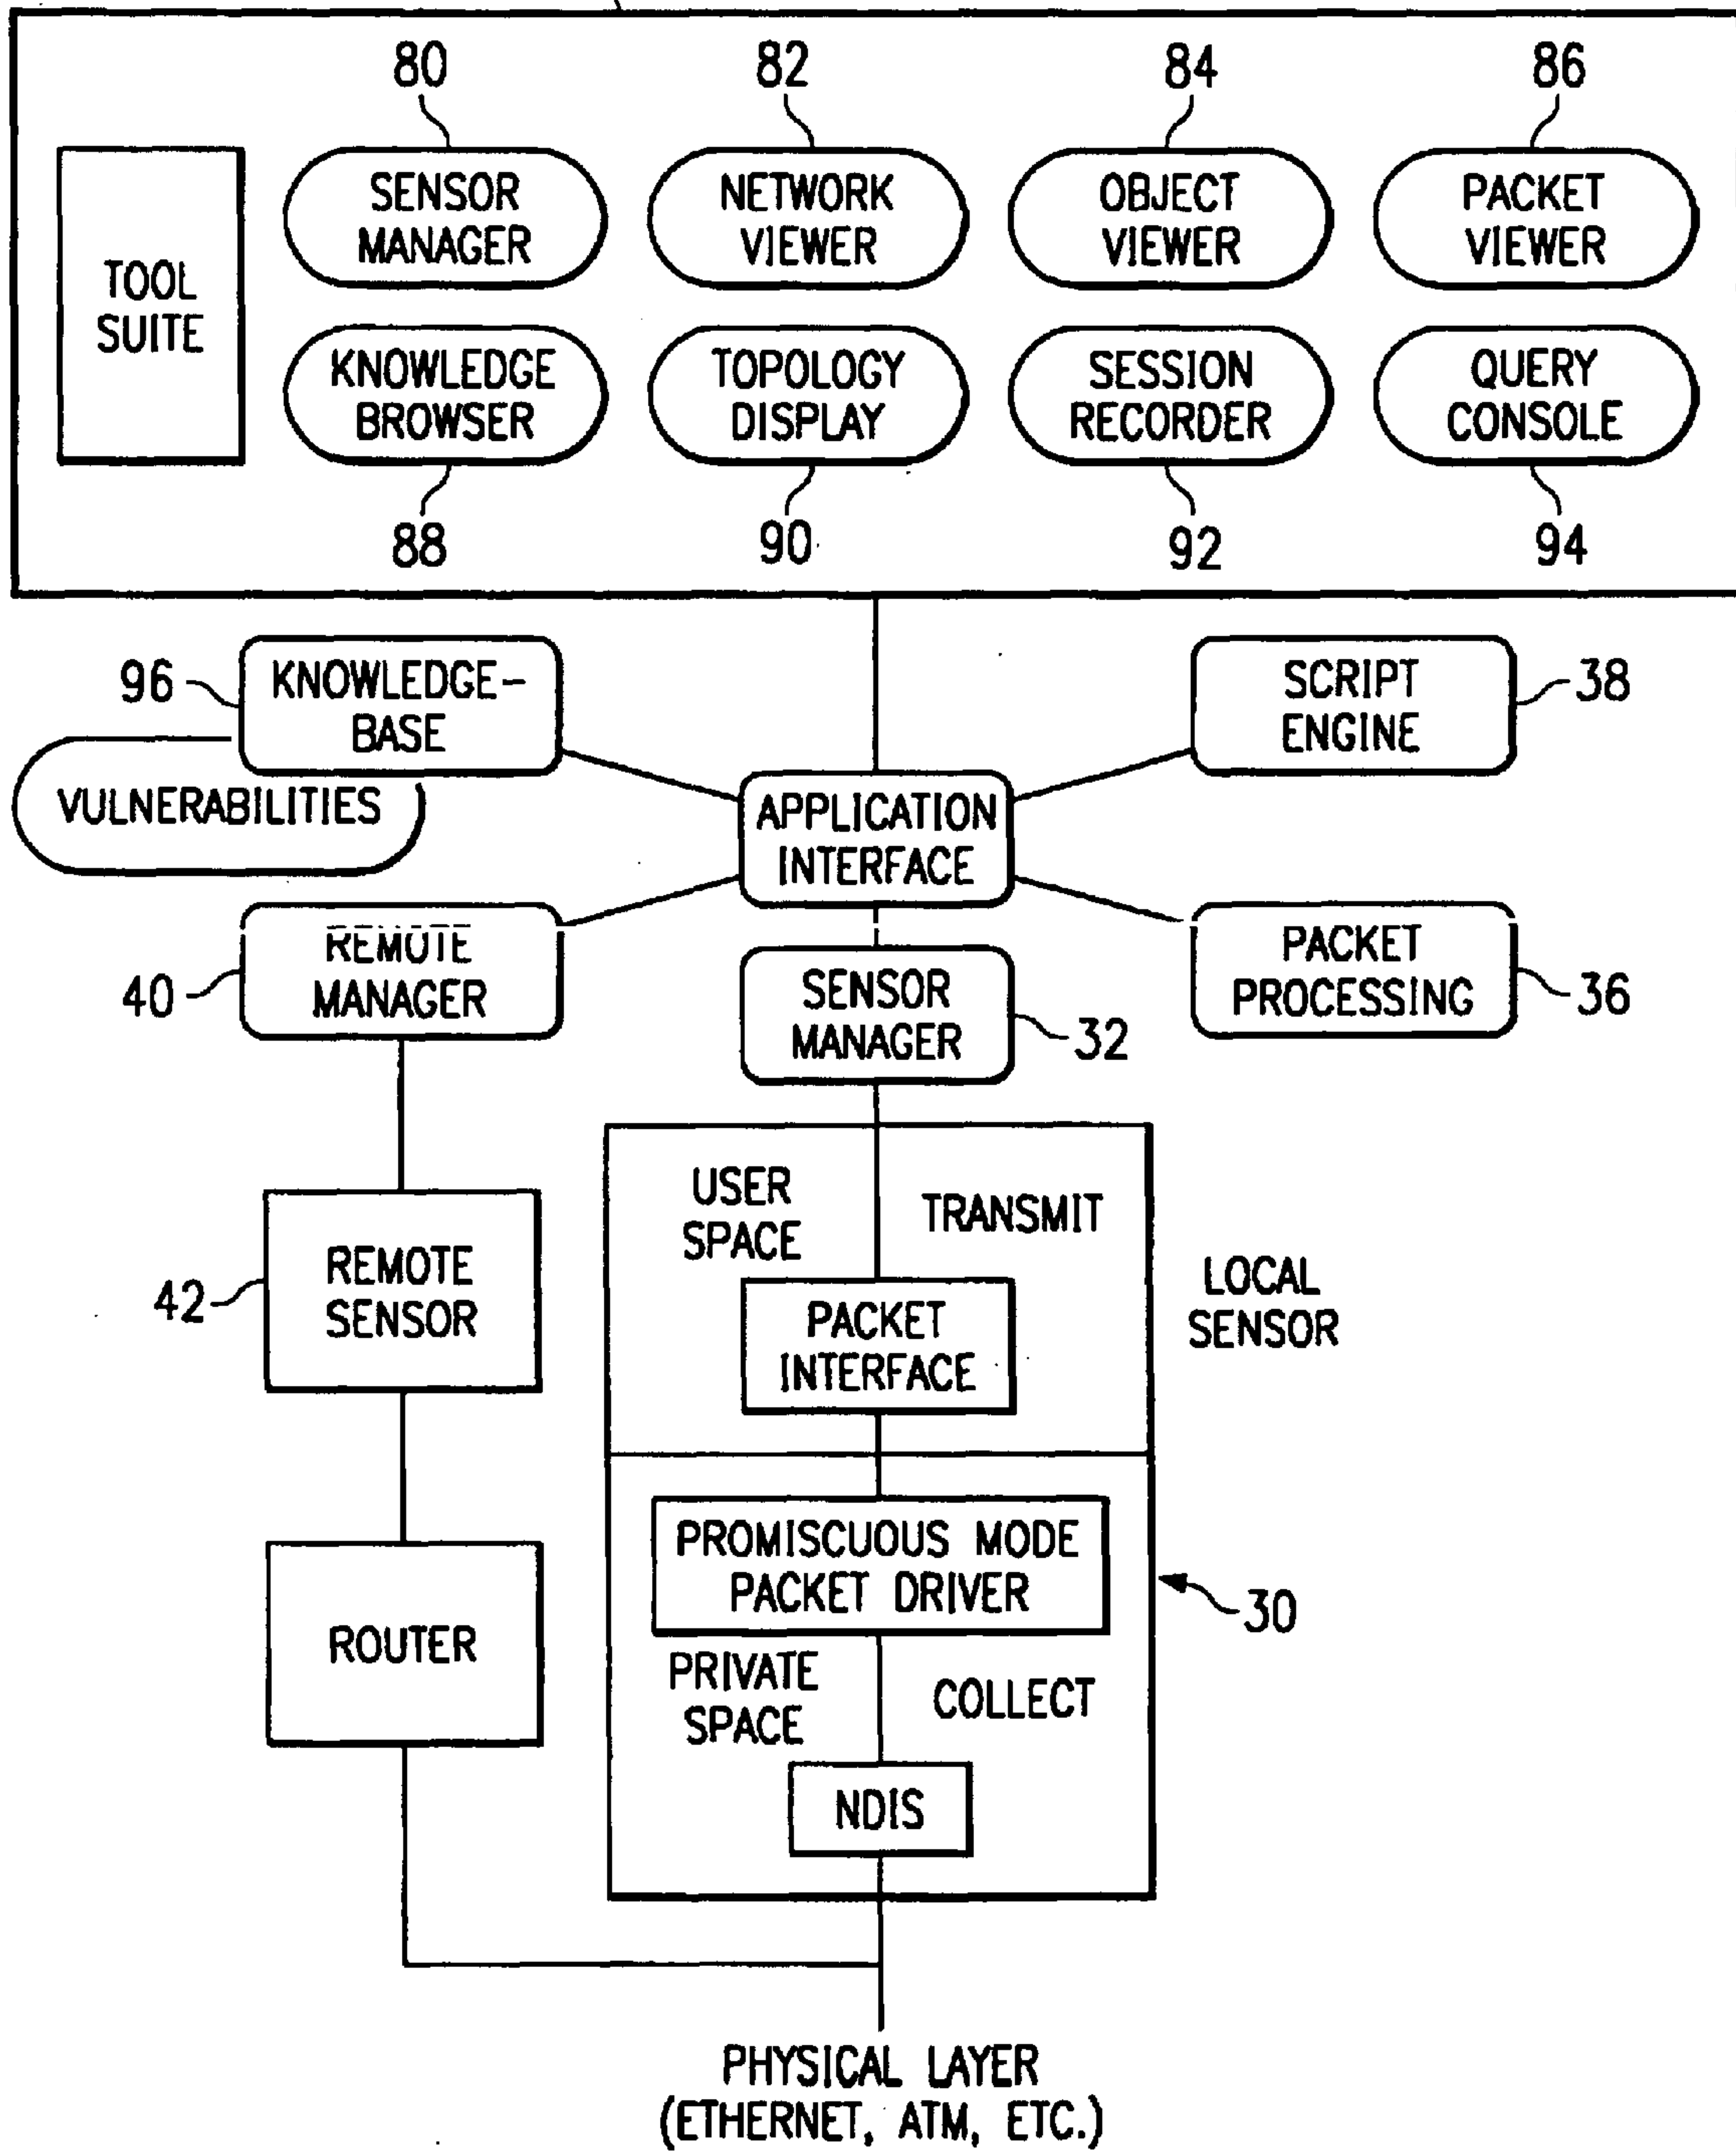 80
82
84
86
TOOL
SUITE
SENSOR
MANAGER
NETWORK
VIEWER
OBJECT
VIEWER
PACKET
VIEWER
KNOWLEDGE
BROWSER
TOPOLOGY
DISPLAY
SESSION
RECORDER
QUERY
CONSOLE
88
90
92
94
96
KNOWLEDGE-
BASE
VULNERABILITIES
SCRIPT
ENGINE
38
APPLICATION
INTERFACE
REMOTE
MANAGER
40
SENSOR
MANAGER
32
PACKET
PROCESSING
36
USER
SPACE
TRANSMIT
LOCAL
SENSOR
REMOTE
SENSOR
42
PACKET
INTERFACE
PROMISCUOUS MODE
PACKET DRIVER
30
ROUTER
PRIVATE
SPACE
COLLECT
NDIS
PHYSICAL LAYER
(ETHERNET, ATM, ETC.)